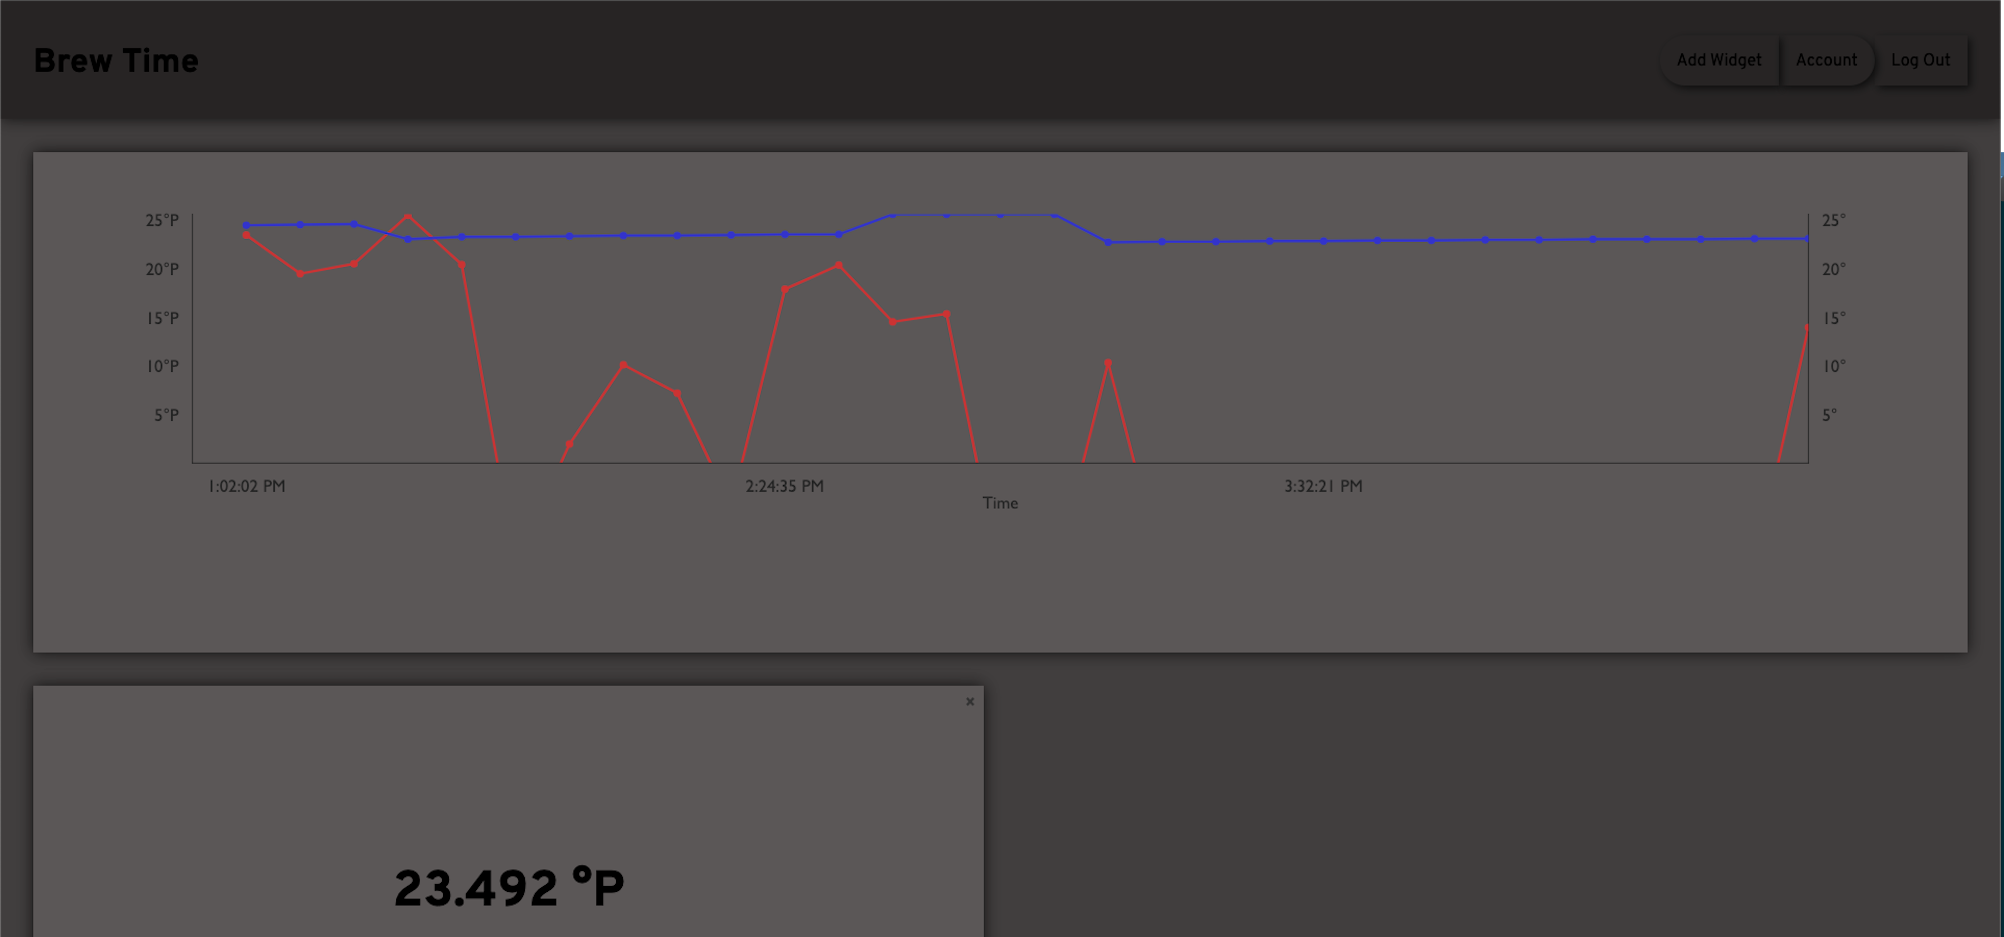 Brew Time
Add Widget Account Log Out
25°P 25°
20°P 20°
15°P 15°
10°P 10°
5°P 5°
1:02:02 PM 2:24:35 PM 3:32:21 PM
Time
×
23.492 °P